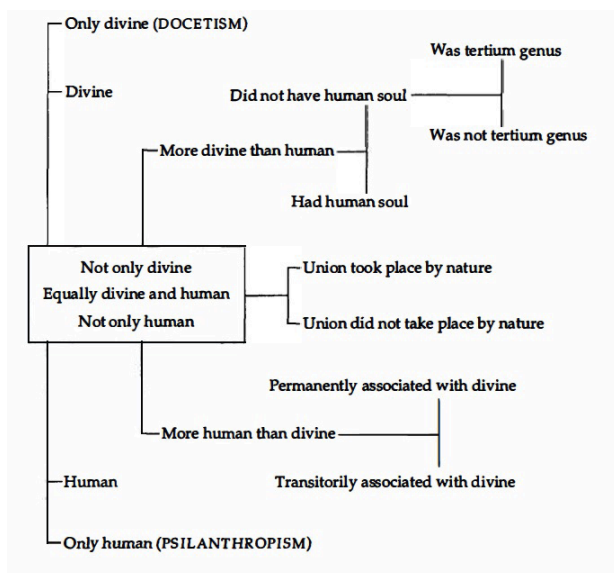 Only divine (DOCETISM)
Was tertium genus
Divine
Did not have human soul
Was not tertium genus
More divine than human
Had human soul
Not only divine
Equally divine and human
Not only human
Union took place by nature
Union did not take place by nature
Permanently associated with divine
More human than divine
Human
Transitorily associated with divine
Only human (PSILANTHROPISM)